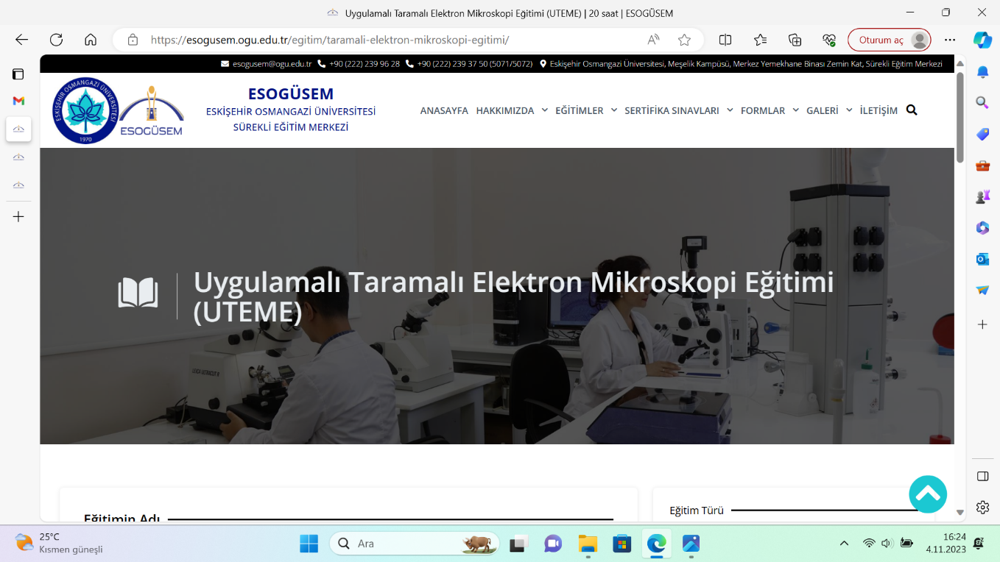 Uygulamalı Taramalı Elektron Mikroskopi Eğitimi (UTEME) | 20 saat | ESOGÜSEM
https://esogusem.ogu.edu.tr/egitim/taramali-elektron-mikroskopi-egitimi/
Oturum aç
esogusem@ogu.edu.tr +90 (222) 239 96 28 +90 (222) 239 37 50 (5071/5072) Eskişehir Osmangazi Üniversitesi, Meşelik Kampüsü, Merkez Yemekhane Binası Zemin Kat, Sürekli Eğitim Merkezi
ESKİŞEHİR OSMANGAZİ ÜNİVERSİTESİ
1970
ESOGÜSEM
ESOGÜSEM
ESKİŞEHİR OSMANGAZİ ÜNİVERSİTESİ
SÜREKLİ EĞİTİM MERKEZİ
ANASAYFA HAKKIMIZDA EĞİTİMLER SERTİFİKA SINAVLARI FORMLAR GALERİ İLETİŞİM
Uygulamalı Taramalı Elektron Mikroskopi Eğitimi
(UTEME)
LEICA ULTRACUT R
Eğitimin Adı
Eğitim Türü
25°C
Kısmen güneşli
Ara
16:24
4.11.2023